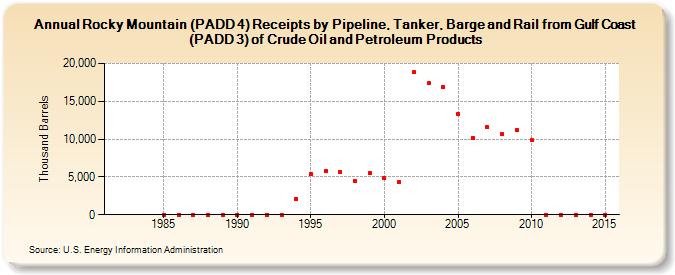 Annual Rocky Mountain (PADD 4) Receipts by Pipeline, Tanker, Barge and Rail from Gulf Coast
(PADD 3) of Crude Oil and Petroleum Products
Thousand Barrels
20,000
15,000
10,000
5,000
0
1985 1990 1995 2000 2005 2010 2015
Source: U.S. Energy Information Administration